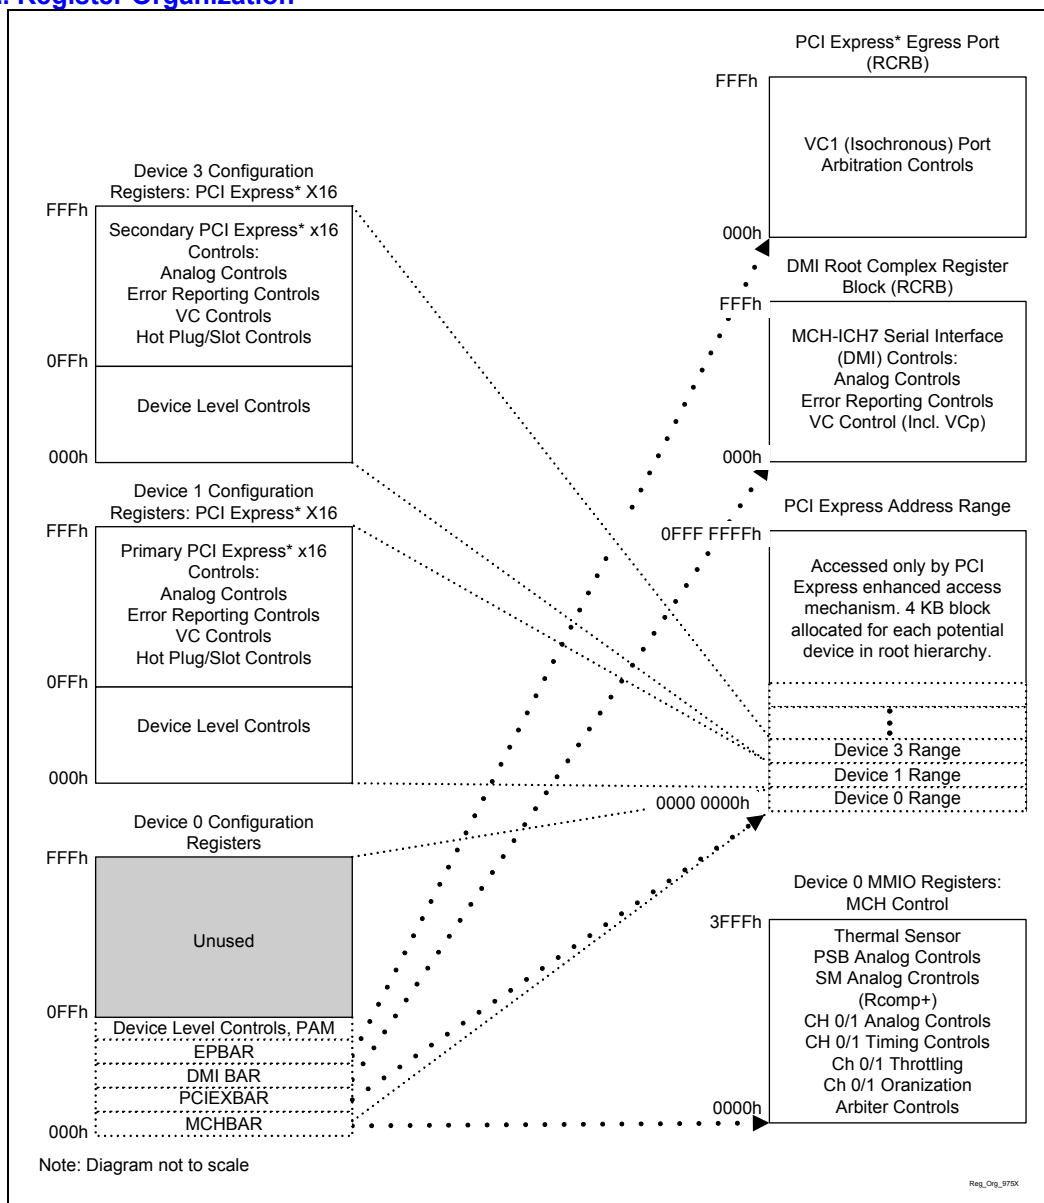 Register Organization
PCI Express* Egress Port
(RCRB)
FFFh
VC1 (Isochronous) Port
Arbitration Controls
000h
Device 3 Configuration
Registers: PCI Express* X16
FFFh
Secondary PCI Express* x16
Controls:
Analog Controls
Error Reporting Controls
VC Controls
Hot Plug/Slot Controls
0FFh
Device Level Controls
000h
DMI Root Complex Register
Block (RCRB)
FFFh
MCH-ICH7 Serial Interface
(DMI) Controls:
Analog Controls
Error Reporting Controls
VC Control (Incl. VCp)
000h
Device 1 Configuration
Registers: PCI Express* X16
FFFh
Primary PCI Express* x16
Controls:
Analog Controls
Error Reporting Controls
VC Controls
Hot Plug/Slot Controls
0FFh
Device Level Controls
000h
PCI Express Address Range
0FFF FFFFh
Accessed only by PCI
Express enhanced access
mechanism. 4 KB block
allocated for each potential
device in root hierarchy.
Device 3 Range
Device 1 Range
Device 0 Range
0000 0000h
Device 0 Configuration
Registers
FFFh
Unused
0FFh
Device Level Controls, PAM
EPBAR
DMI BAR
PCIEXBAR
MCHBAR
000h
Device 0 MMIO Registers:
MCH Control
3FFFh
Thermal Sensor
PSB Analog Controls
SM Analog Crontrols
(Rcomp+)
CH 0/1 Analog Controls
CH 0/1 Timing Controls
Ch 0/1 Throttling
Ch 0/1 Oranization
Arbiter Controls
0000h
Note: Diagram not to scale
Reg_Org_975X